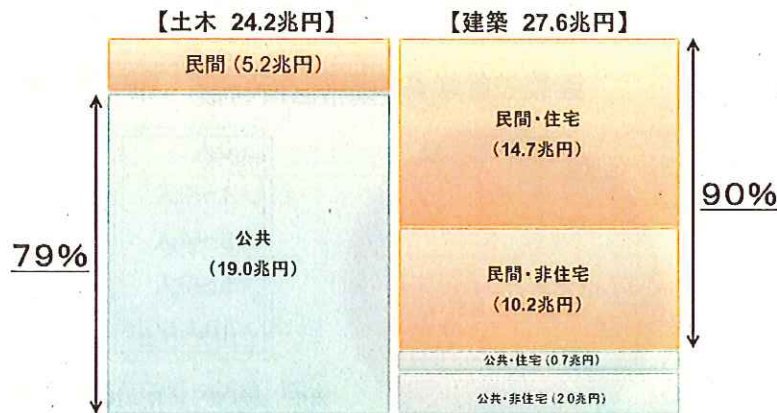 【土木 24.2兆円】
【建築 27.6兆円】
民間 (5.2兆円)
公共
(19.0兆円)
79%
民間・住宅
(14.7兆円)
民間・非住宅
(10.2兆円)
公共・住宅 (0.7兆円)
公共・非住宅 (2.0兆円)
90%